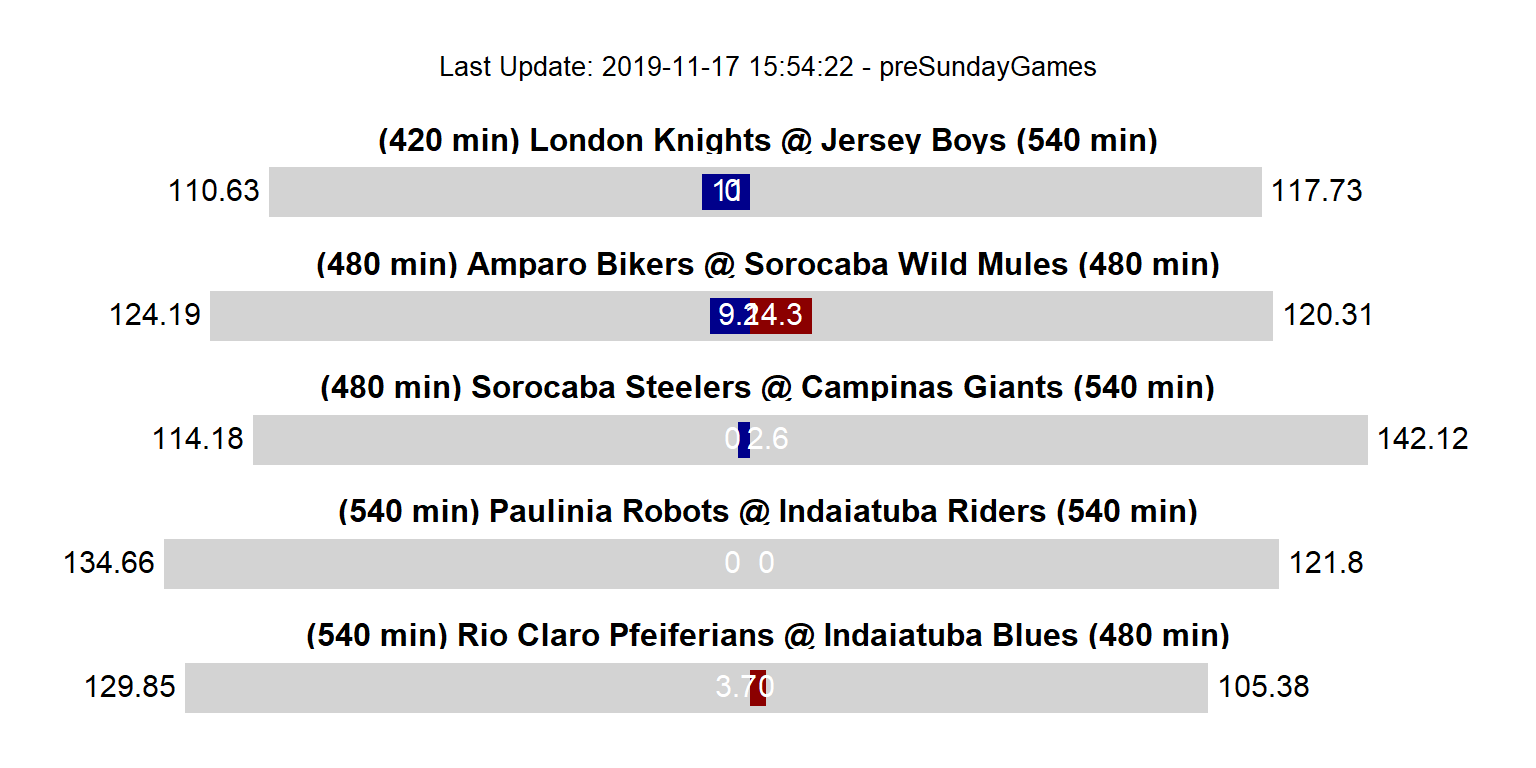 Last Update: 2019-11-17 15:54:22 - preSundayGames
(420 min) London Knights @ Jersey Boys (540 min)
110.63 0 11 117.73
(480 min) Amparo Bikers @ Sorocaba Wild Mules (480 min)
124.19 9.2 14.3 120.31
(480 min) Sorocaba Steelers @ Campinas Giants (540 min)
114.18 0 2.6 142.12
(540 min) Paulinia Robots @ Indaiatuba Riders (540 min)
134.66 0 0 121.8
(540 min) Rio Claro Pfeiferians @ Indaiatuba Blues (480 min)
129.85 3.7 0 105.38